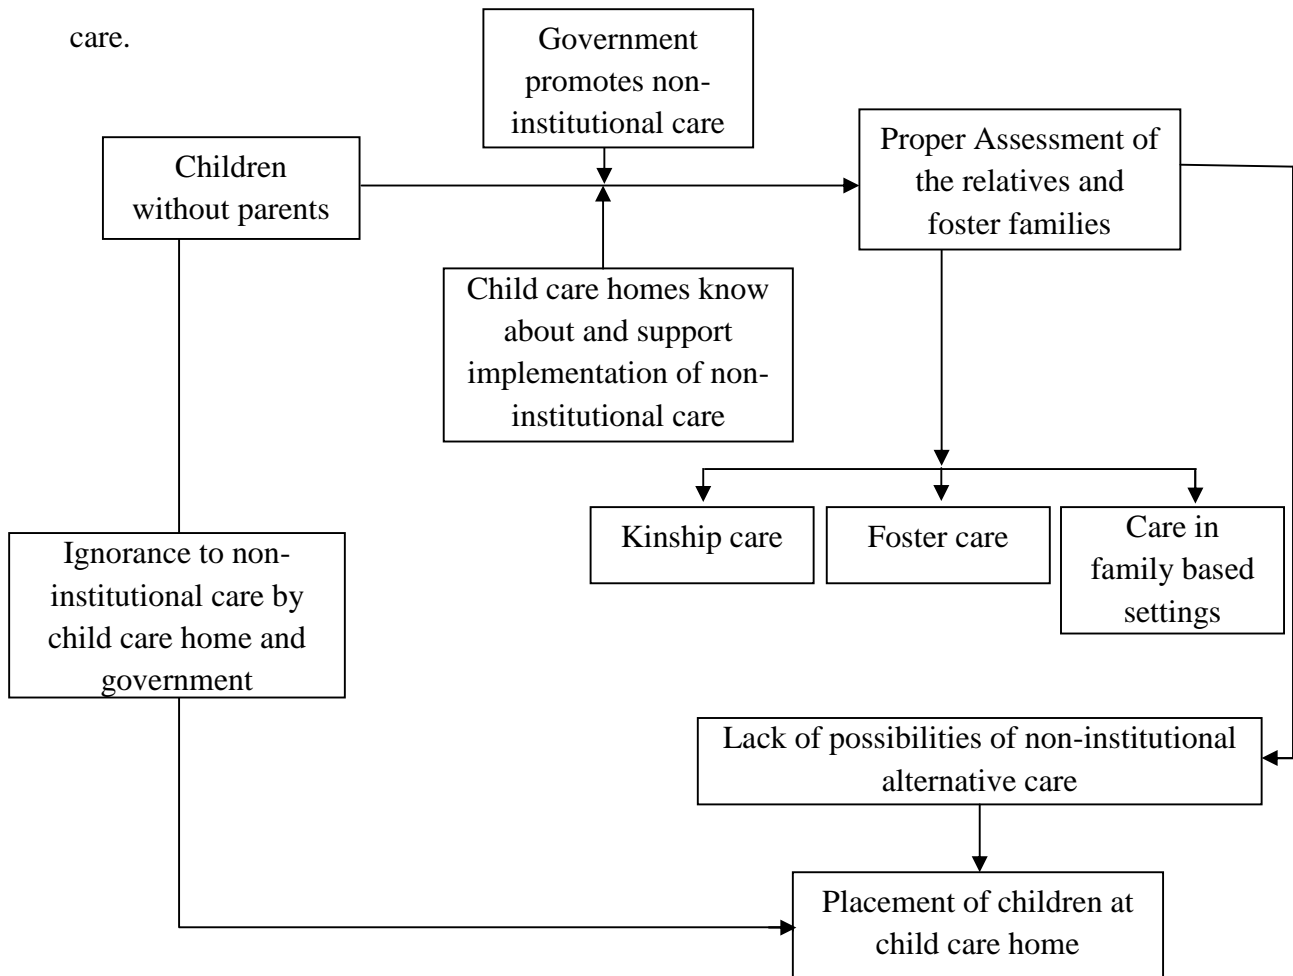 care.
Government
promotes non-
institutional care
Children
without parents
Proper Assessment of
the relatives and
foster families
Child care homes know
about and support
implementation of non-
institutional care
Kinship care
Foster care
Care in
family based
settings
Ignorance to non-
institutional care by
child care home and
government
Lack of possibilities of non-institutional
alternative care
Placement of children at
child care home